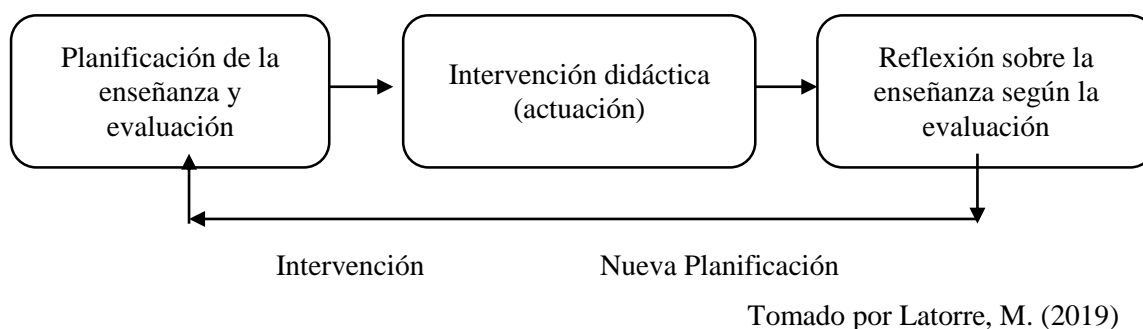 Planificación de la
enseñanza y
evaluación
Intervención didáctica
(actuación)
Reflexión sobre la
enseñanza según la
evaluación
Intervención
Nueva Planificación
Tomado por Latorre, M. (2019)